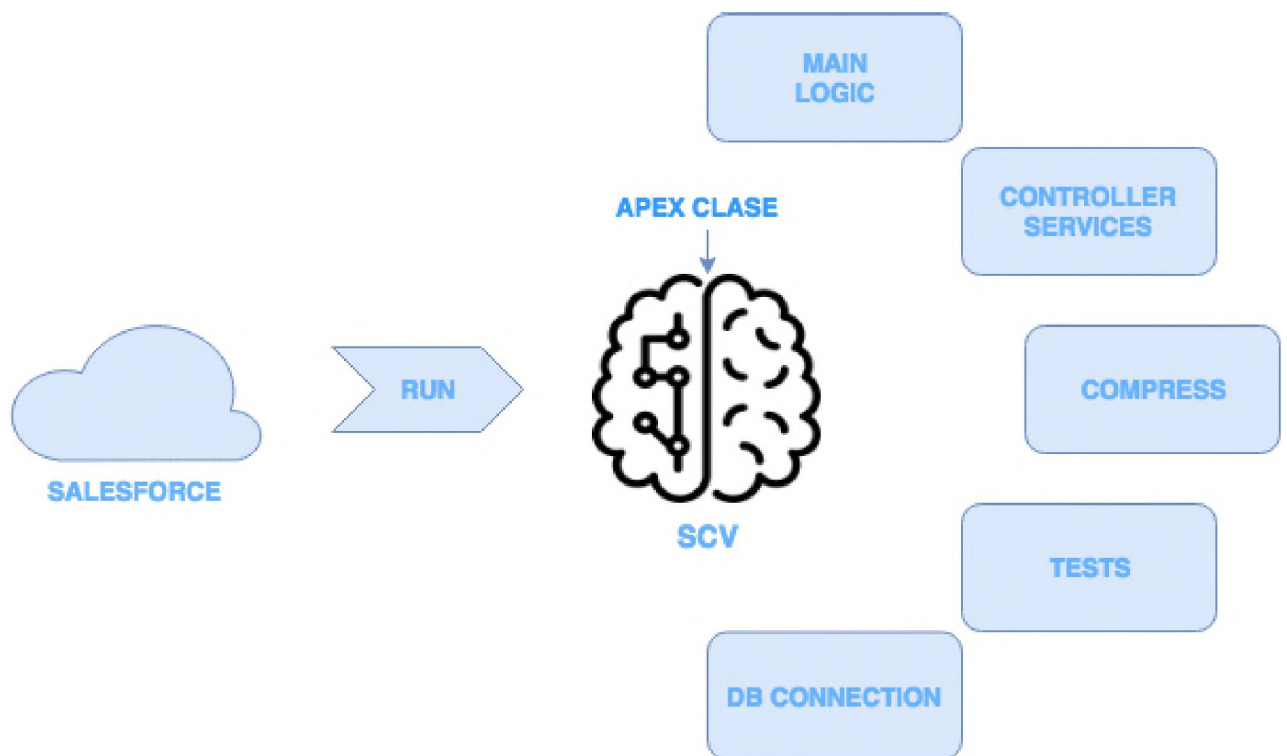 MAIN
LOGIC
CONTROLLER
SERVICES
APEX CLASE
RUN
COMPRESS
SALESFORCE
SCV
TESTS
DB CONNECTION